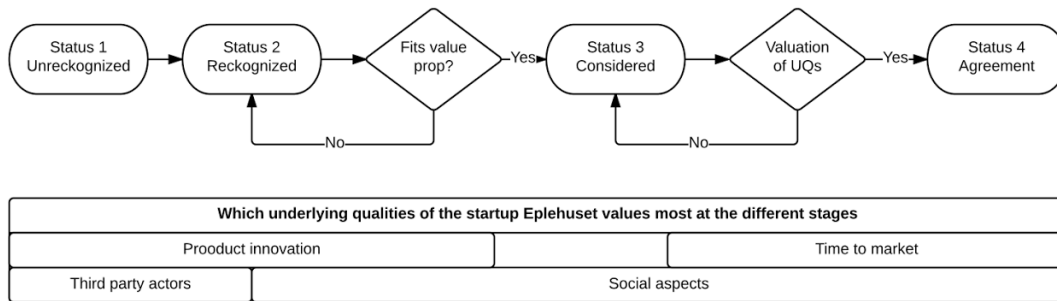 Status 1
Unreckognized
Status 2
Reckognized
Fits value
prop?
Yes
Status 3
Considered
Valuation
of UQs
Yes
Status 4
Agreement
No
No
Which underlying qualities of the startup Eplehuset values most at the different stages
Prooduct innovation
Time to market
Third party actors
Social aspects